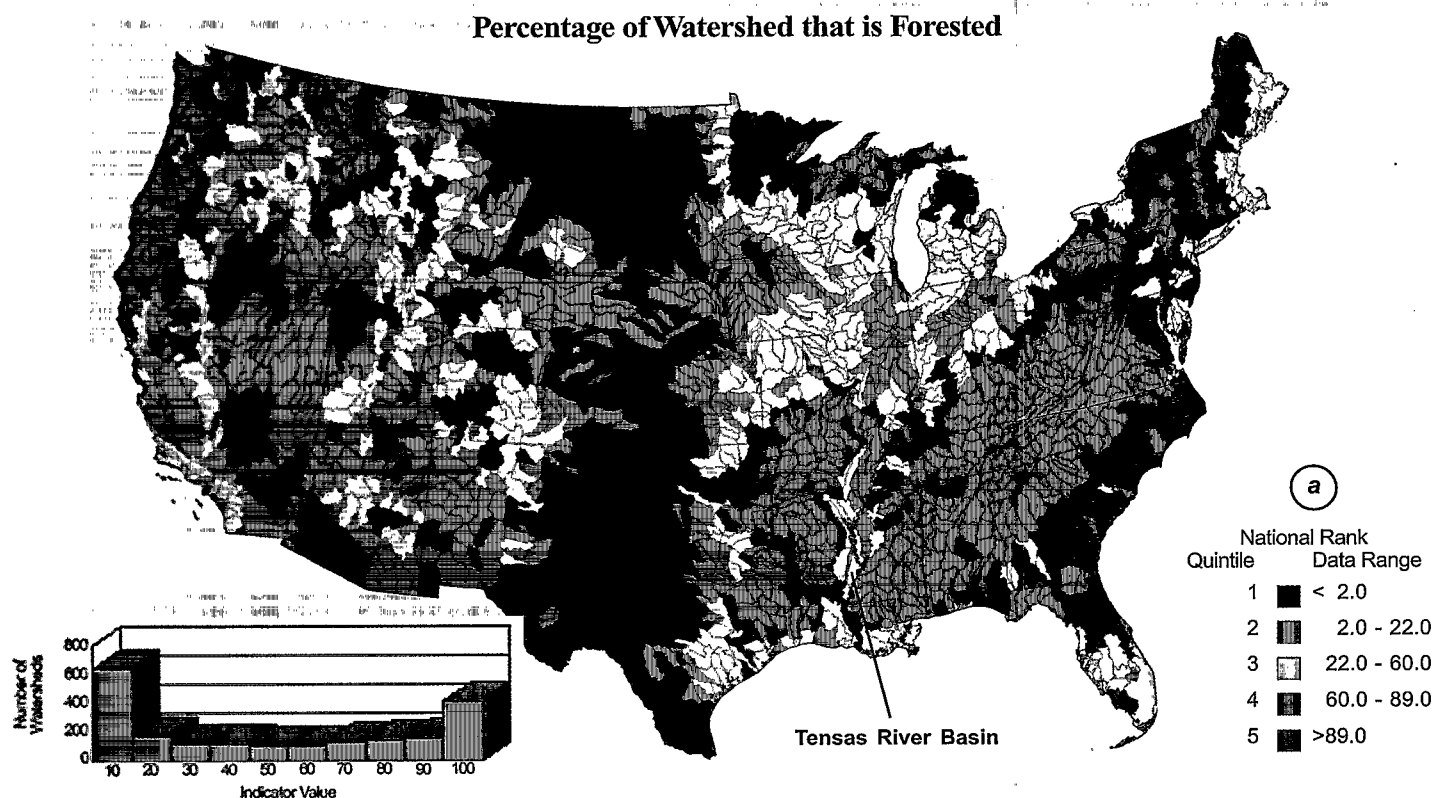 Percentage of Watershed that is Forested
a
National Rank
Quintile Data Range
1 < 2.0
2 2.0 - 22.0
3 22.0 - 60.0
4 60.0 - 89.0
5 >89.0
Tensas River Basin
Number of
Watersheds
800
600
400
200
0
10 20 30 40 50 60 70 80 90 100
Indicator Value